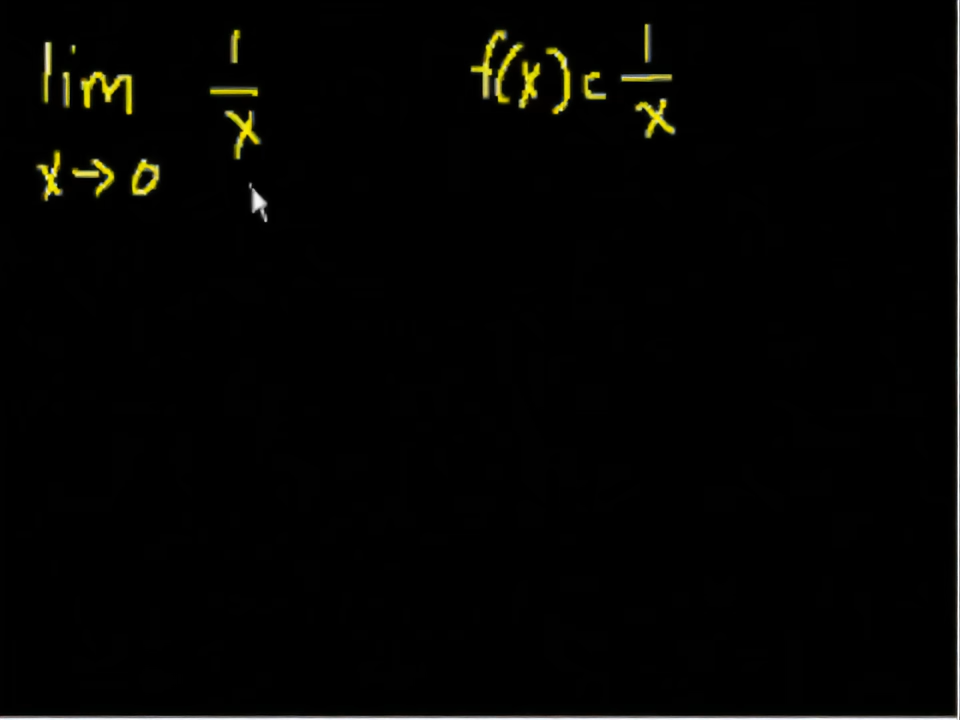 lim 1/x
x→0
f(x) = 1/x